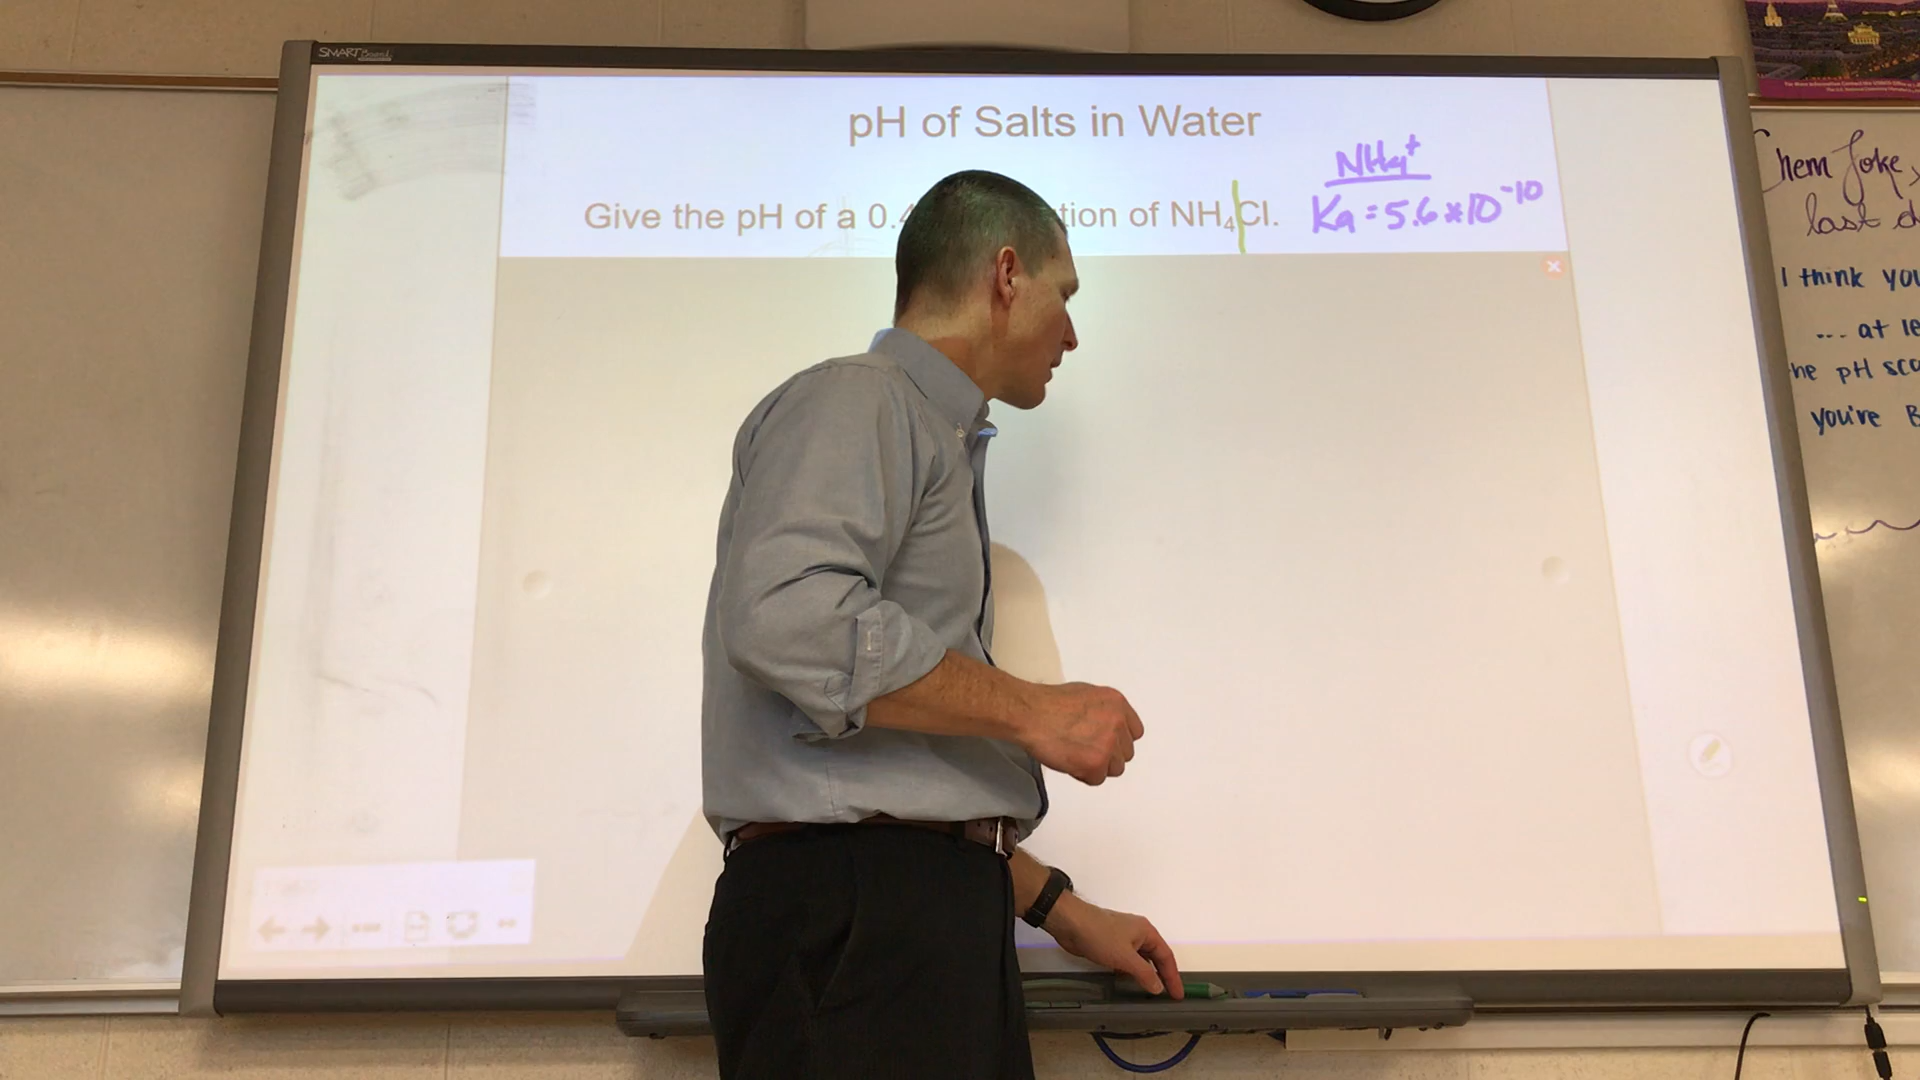 SMART Board
pH of Salts in Water
NH₄⁺
Give the pH of a 0.4 tion of NH₄Cl.
Ka = 5.6 * 10⁻¹⁰
Chem Joke,
last d
I think you
... at le
he pH sca
you're B